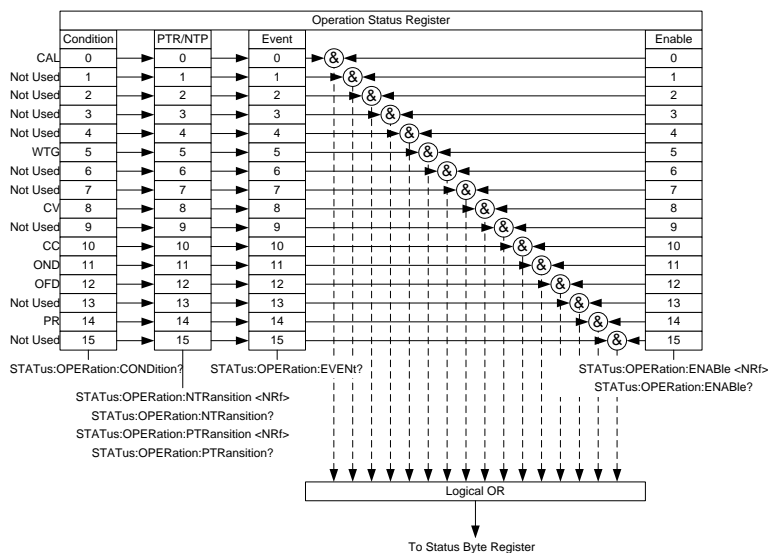 Operation Status Register
Condition PTR/NTP Event Enable
CAL 0 0 0 & 0
Not Used 1 1 1 & 1
Not Used 2 2 2 & 2
Not Used 3 3 3 & 3
Not Used 4 4 4 & 4
WTG 5 5 5 & 5
Not Used 6 6 6 & 6
Not Used 7 7 7 & 7
CV 8 8 8 & 8
Not Used 9 9 9 & 9
CC 10 10 10 & 10
OND 11 11 11 & 11
OFD 12 12 12 & 12
Not Used 13 13 13 & 13
PR 14 14 14 & 14
Not Used 15 15 15 & 15
STATus:OPERation:CONDition? STATus:OPERation:EVENt? STATus:OPERation:ENABle <NRf>
STATus:OPERation:ENABle?
STATus:OPERation:NTRansition <NRf>
STATus:OPERation:NTRansition?
STATus:OPERation:PTRansition <NRf>
STATus:OPERation:PTRansition?
Logical OR
To Status Byte Register